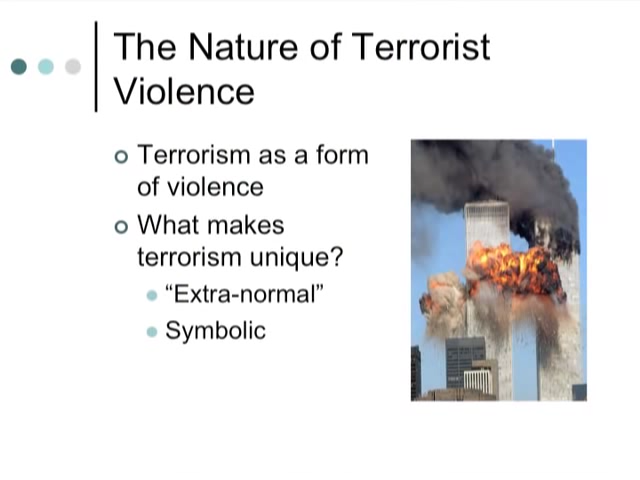 The Nature of Terrorist
Violence
Terrorism as a form
of violence
What makes
terrorism unique?
“Extra-normal”
Symbolic